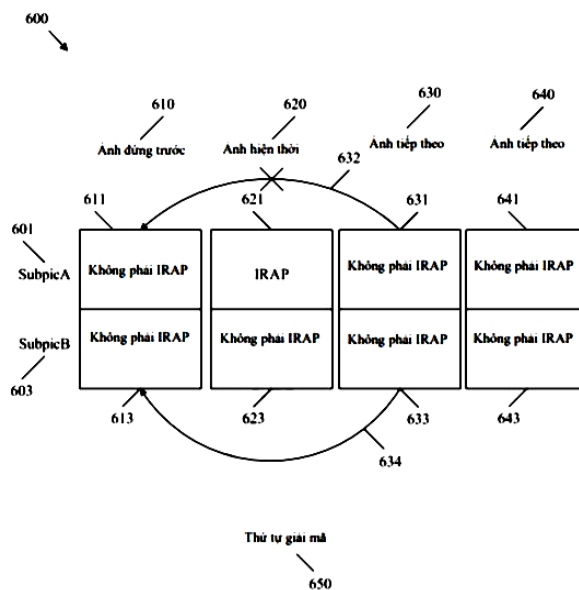 600
610 620 630 640
Ảnh đứng trước Ảnh hiện thời Ảnh tiếp theo Ảnh tiếp theo
632
611 621 631 641
601
SubpicA Không phải IRAP IRAP Không phải IRAP Không phải IRAP
SubpicB Không phải IRAP Không phải IRAP Không phải IRAP Không phải IRAP
603
613 623 633 643
634
Thứ tự giải mã
650